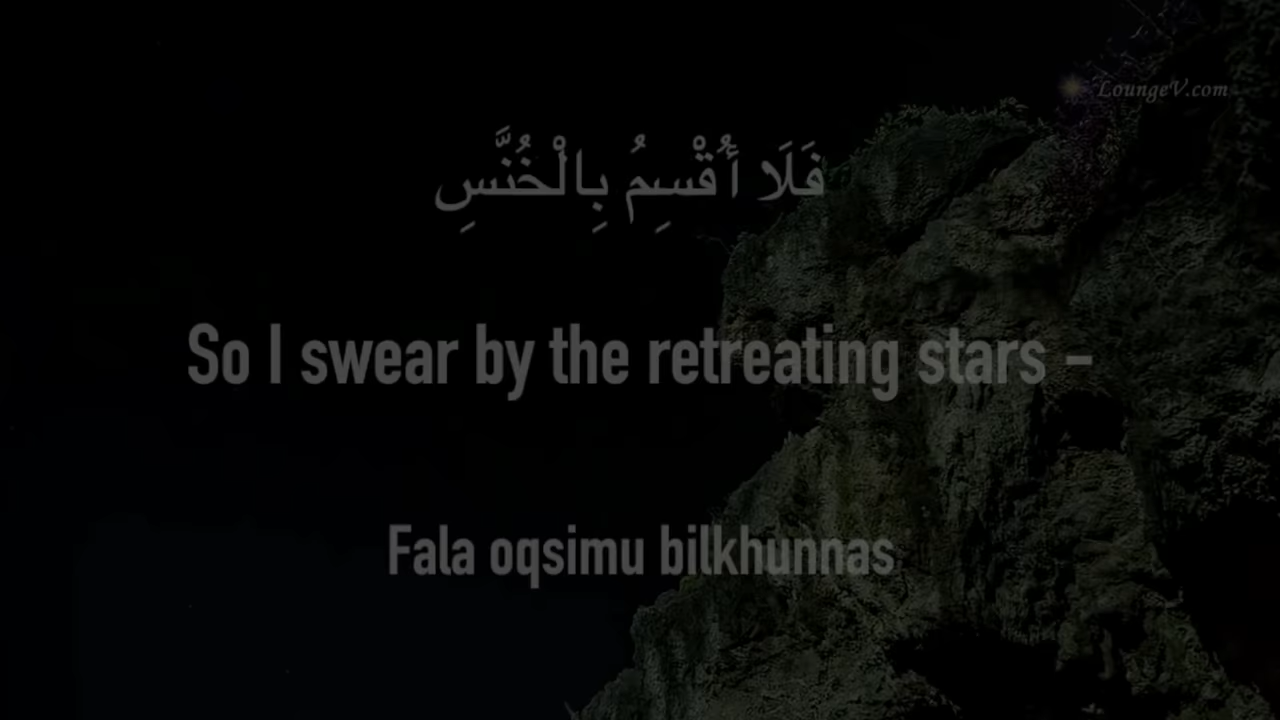 LoungeV.com
فَلَا أُقْسِمُ بِالْخُنَّسِ
So I swear by the retreating stars -
Fala oqsimu bilkhunnas